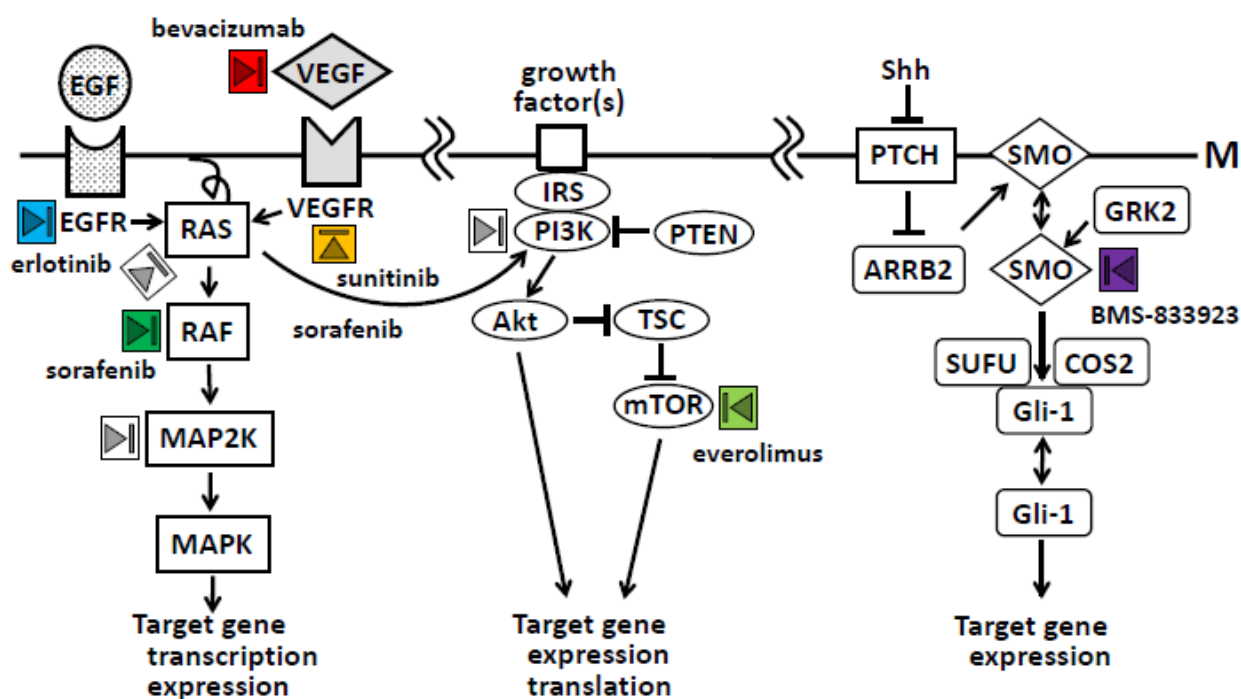 bevacizumab
EGF
VEGF
growth
factor(s)
Shh
PTCH
SMO
M
IRS
EGFR
RAS
VEGFR
PI3K
PTEN
ARRB2
SMO
GRK2
erlotinib
sunitinib
sorafenib
BMS-833923
RAF
Akt
TSC
sorafenib
SUFU
COS2
mTOR
Gli-1
everolimus
MAP2K
Gli-1
MAPK
Target gene
transcription
expression
Target gene
expression
translation
Target gene
expression